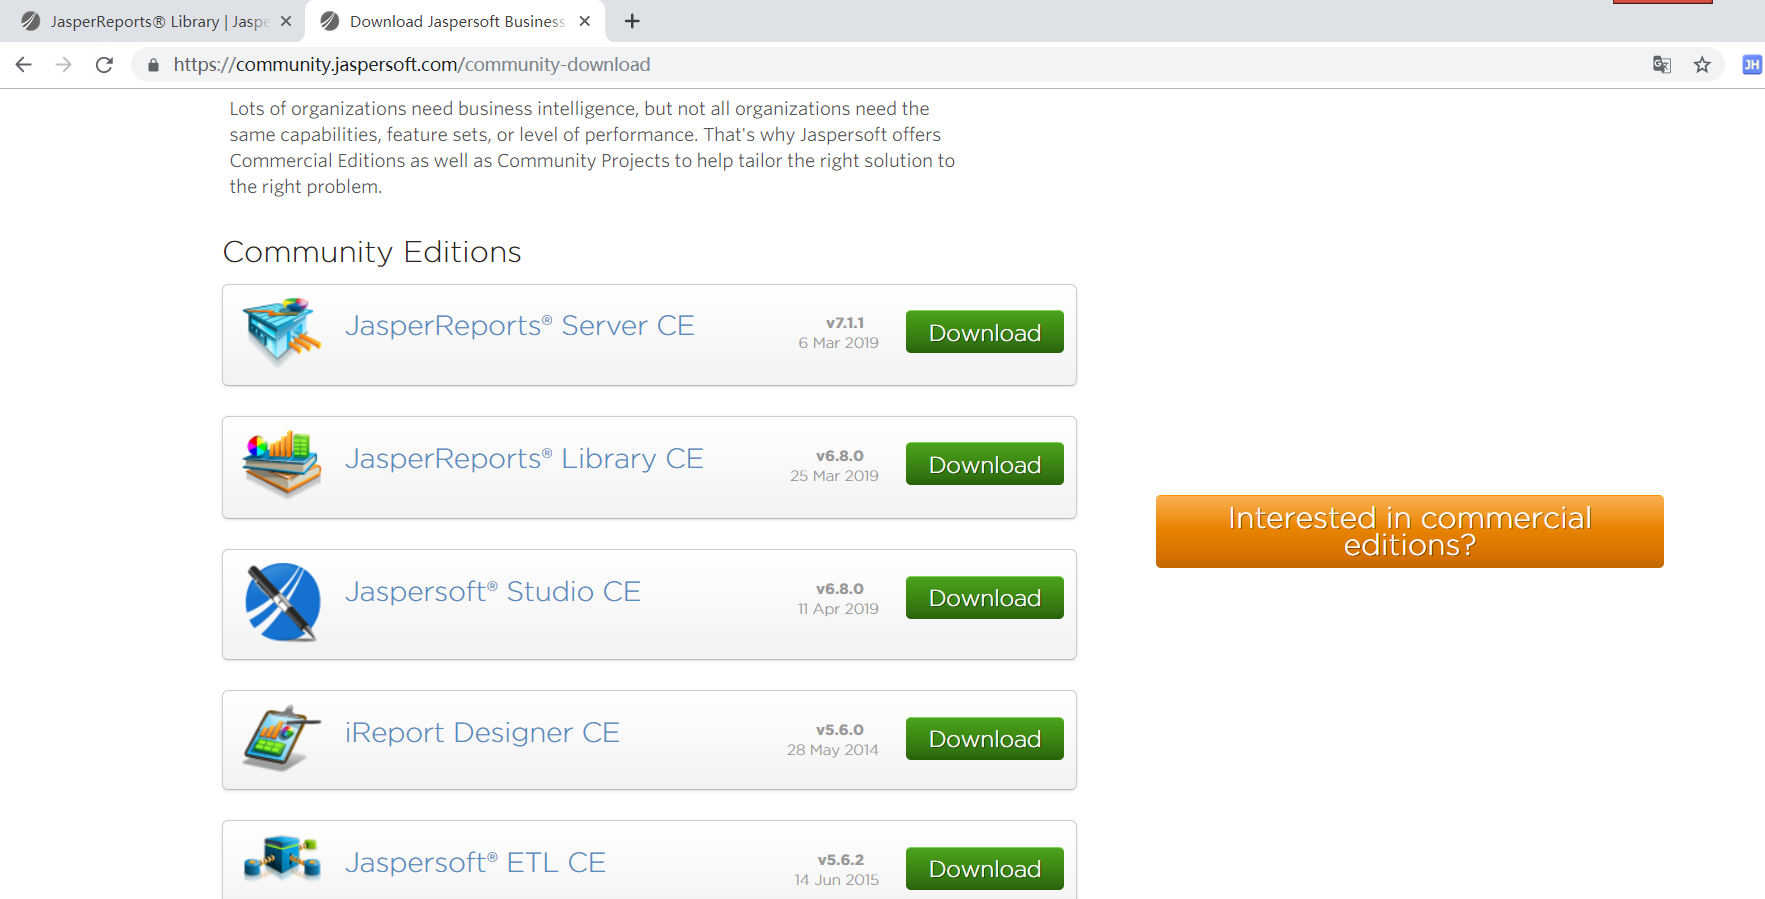 JasperReports® Library | Jaspe
Download Jaspersoft Business
https://community.jaspersoft.com/community-download
JH
Lots of organizations need business intelligence, but not all organizations need the
same capabilities, feature sets, or level of performance. That's why Jaspersoft offers
Commercial Editions as well as Community Projects to help tailor the right solution to
the right problem.
Community Editions
JasperReports® Server CE
v7.1.1
6 Mar 2019
Download
JasperReports® Library CE
v6.8.0
25 Mar 2019
Download
Interested in commercial
editions?
Jaspersoft® Studio CE
v6.8.0
11 Apr 2019
Download
iReport Designer CE
v5.6.0
28 May 2014
Download
Jaspersoft® ETL CE
v5.6.2
14 Jun 2015
Download